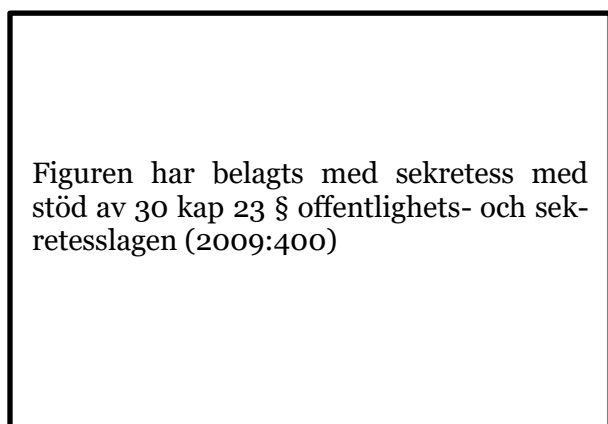 Figuren har belagts med sekretess med
stöd av 30 kap 23 § offentlighets- och sek-
retesslagen (2009:400)